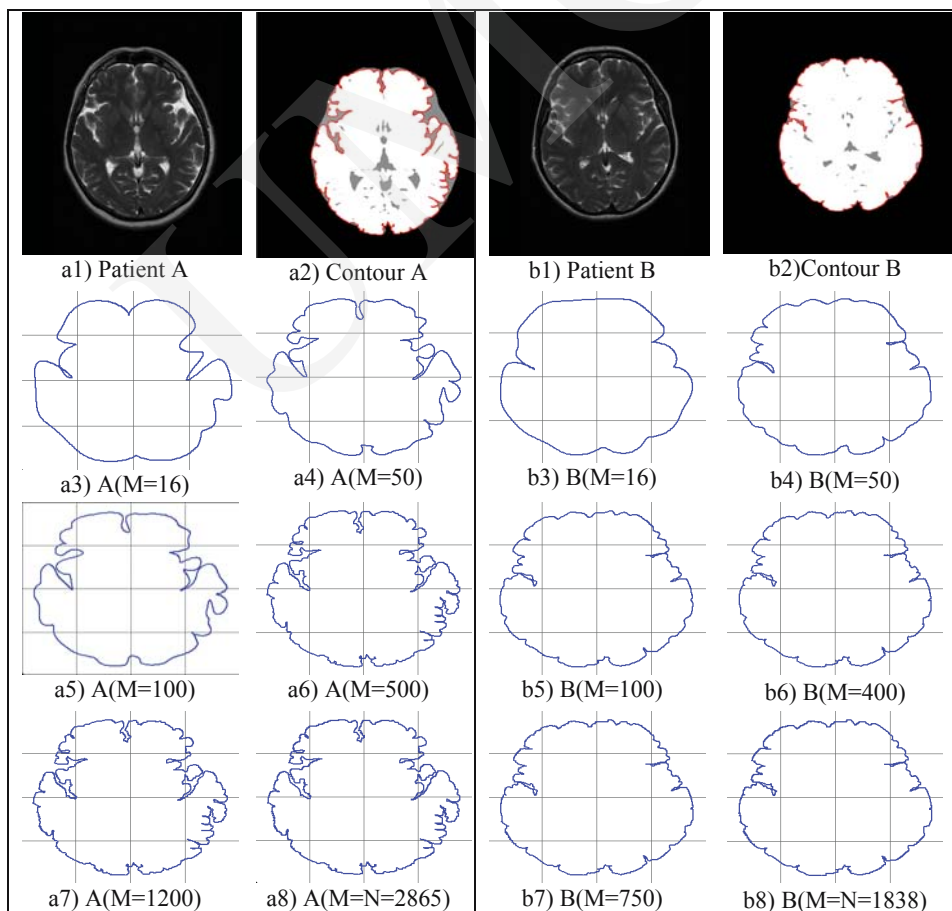 a1) Patient A
a2) Contour A
b1) Patient B
b2)Contour B
a3) A(M=16)
a4) A(M=50)
b3) B(M=16)
b4) B(M=50)
a5) A(M=100)
a6) A(M=500)
b5) B(M=100)
b6) B(M=400)
a7) A(M=1200)
a8) A(M=N=2865)
b7) B(M=750)
b8) B(M=N=1838)